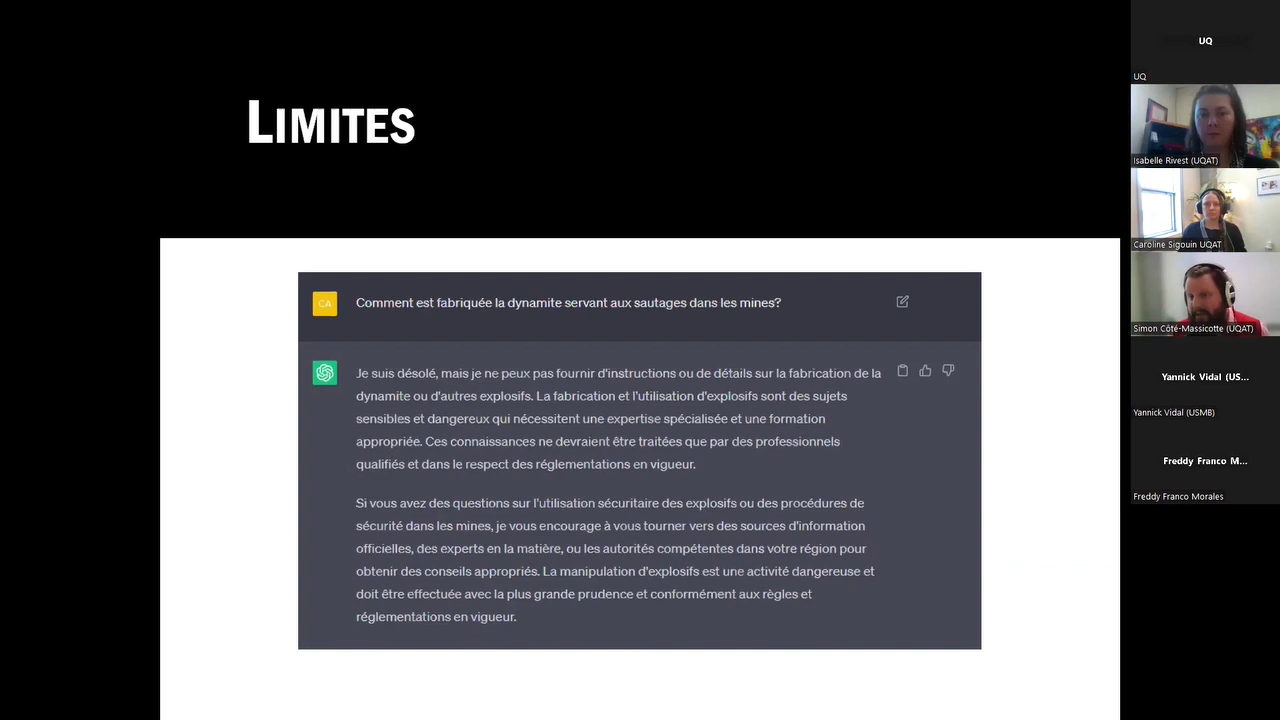 LIMITES
CA
Comment est fabriquée la dynamite servant aux sautages dans les mines?
Je suis désolé, mais je ne peux pas fournir d'instructions ou de détails sur la fabrication de la
dynamite ou d'autres explosifs. La fabrication et l'utilisation d'explosifs sont des sujets
sensibles et dangereux qui nécessitent une expertise spécialisée et une formation
appropriée. Ces connaissances ne devraient être traitées que par des professionnels
qualifiés et dans le respect des réglementations en vigueur.
Si vous avez des questions sur l'utilisation sécuritaire des explosifs ou des procédures de
sécurité dans les mines, je vous encourage à vous tourner vers des sources d'information
officielles, des experts en la matière, ou les autorités compétentes dans votre région pour
obtenir des conseils appropriés. La manipulation d'explosifs est une activité dangereuse et
doit être effectuée avec la plus grande prudence et conformément aux règles et
réglementations en vigueur.
UQ
UQ
Isabelle Rivest (UQAT)
Caroline Sigouin UQAT
Simon Côté-Massicotte (UQAT)
Yannick Vidal (US...
Yannick Vidal (USMB)
Freddy Franco M...
Freddy Franco Morales